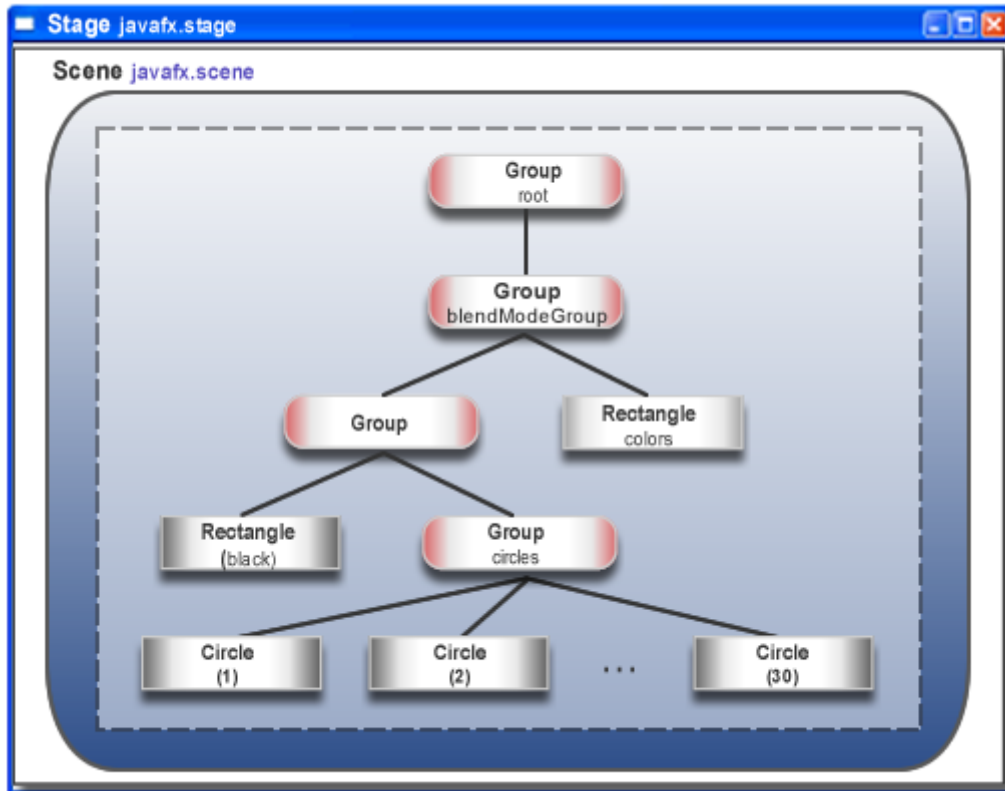 Stage javafx.stage
Scene javafx.scene
Group
root
Group
blendModeGroup
Group
Rectangle
colors
Rectangle
(black)
Group
circles
Circle
(1)
Circle
(2)
...
Circle
(30)